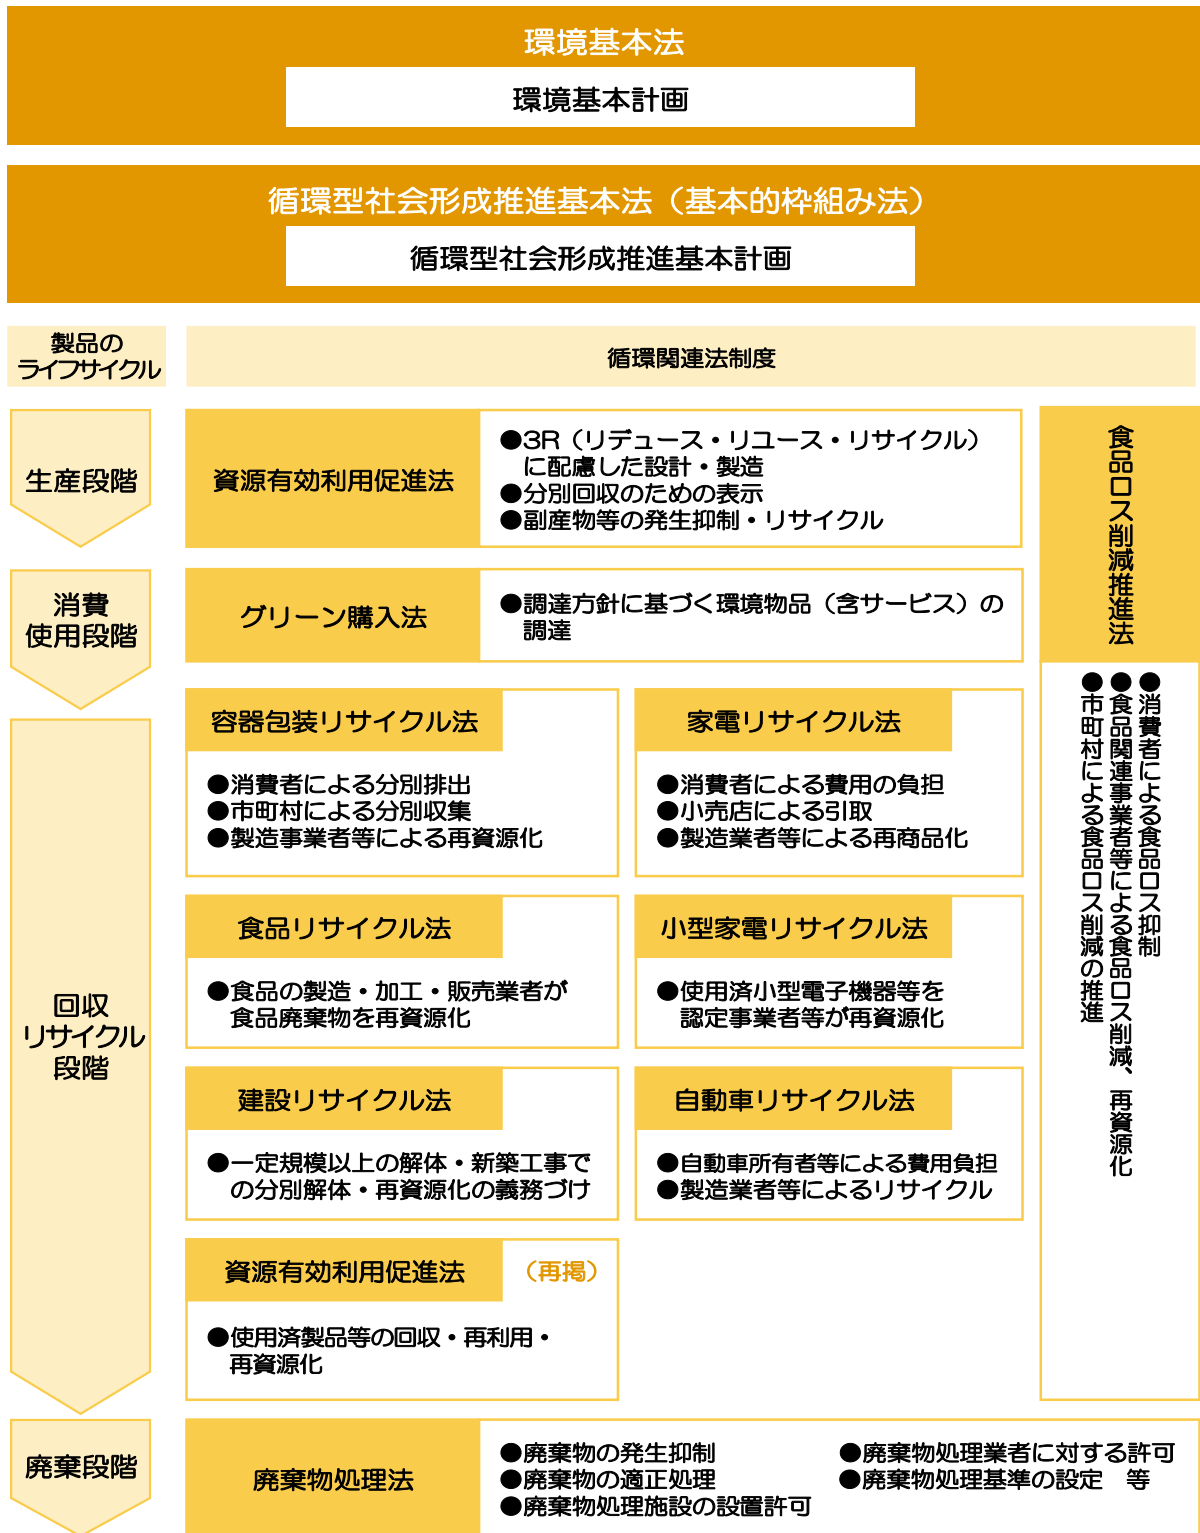 環境基本法
環境基本計画
循環型社会形成推進基本法（基本的枠組み法）
循環型社会形成推進基本計画
製品の
ライフサイクル
循環関連法制度
生産段階
資源有効利用促進法
●3R（リデュース・リユース・リサイクル）
に配慮した設計・製造
●分別回収のための表示
●副産物等の発生抑制・リサイクル
消費
使用段階
グリーン購入法
●調達方針に基づく環境物品（含サービス）の
調達
食品ロス削減推進法
●消費者による食品ロス抑制
●食品関連事業者等による食品ロス削減、再資源化
●市町村による食品ロス削減の推進
回収
リサイクル
段階
容器包装リサイクル法
●消費者による分別排出
●市町村による分別収集
●製造事業者等による再資源化
家電リサイクル法
●消費者による費用の負担
●小売店による引取
●製造業者等による再商品化
食品リサイクル法
●食品の製造・加工・販売業者が
食品廃棄物を再資源化
小型家電リサイクル法
●使用済小型電子機器等を
認定事業者等が再資源化
建設リサイクル法
●一定規模以上の解体・新築工事で
の分別解体・再資源化の義務づけ
自動車リサイクル法
●自動車所有者等による費用負担
●製造業者等によるリサイクル
資源有効利用促進法
（再掲）
●使用済製品等の回収・再利用・
再資源化
廃棄段階
廃棄物処理法
●廃棄物の発生抑制
●廃棄物の適正処理
●廃棄物処理施設の設置許可
●廃棄物処理業者に対する許可
●廃棄物処理基準の設定　等